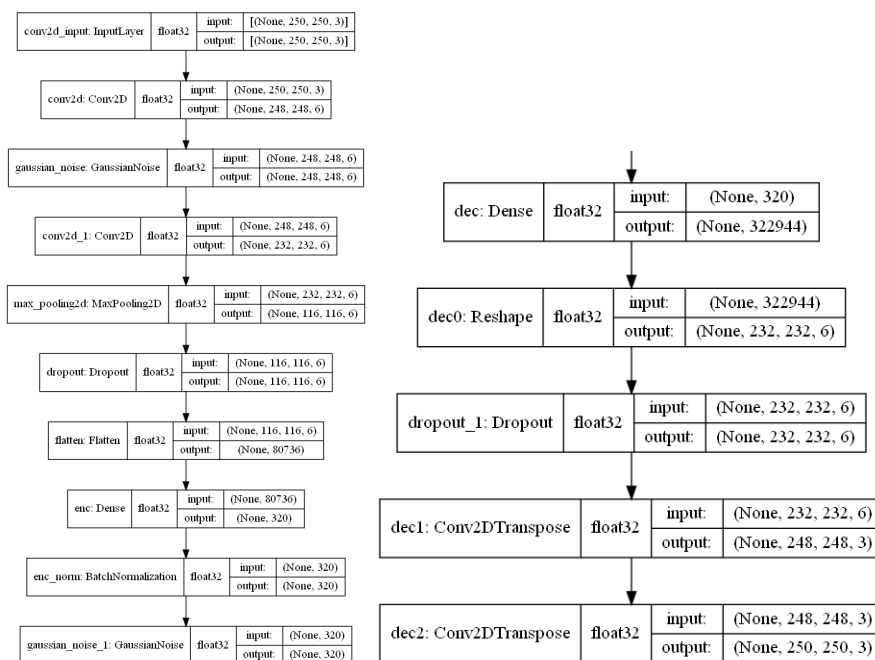 conv2d_input: InputLayer float32 input: [(None, 250, 250, 3)]
output: [(None, 250, 250, 3)]
conv2d: Conv2D float32 input: (None, 250, 250, 3)
output: (None, 248, 248, 6)
gaussian_noise: GaussianNoise float32 input: (None, 248, 248, 6)
output: (None, 248, 248, 6)
conv2d_1: Conv2D float32 input: (None, 248, 248, 6)
output: (None, 232, 232, 6)
max_pooling2d: MaxPooling2D float32 input: (None, 232, 232, 6)
output: (None, 116, 116, 6)
dropout: Dropout float32 input: (None, 116, 116, 6)
output: (None, 116, 116, 6)
flatten: Flatten float32 input: (None, 116, 116, 6)
output: (None, 80736)
enc: Dense float32 input: (None, 80736)
output: (None, 320)
enc_norm: BatchNormalization float32 input: (None, 320)
output: (None, 320)
gaussian_noise_1: GaussianNoise float32 input: (None, 320)
output: (None, 320)
dec: Dense float32 input: (None, 320)
output: (None, 322944)
dec0: Reshape float32 input: (None, 322944)
output: (None, 232, 232, 6)
dropout_1: Dropout float32 input: (None, 232, 232, 6)
output: (None, 232, 232, 6)
dec1: Conv2DTranspose float32 input: (None, 232, 232, 6)
output: (None, 248, 248, 3)
dec2: Conv2DTranspose float32 input: (None, 248, 248, 3)
output: (None, 250, 250, 3)